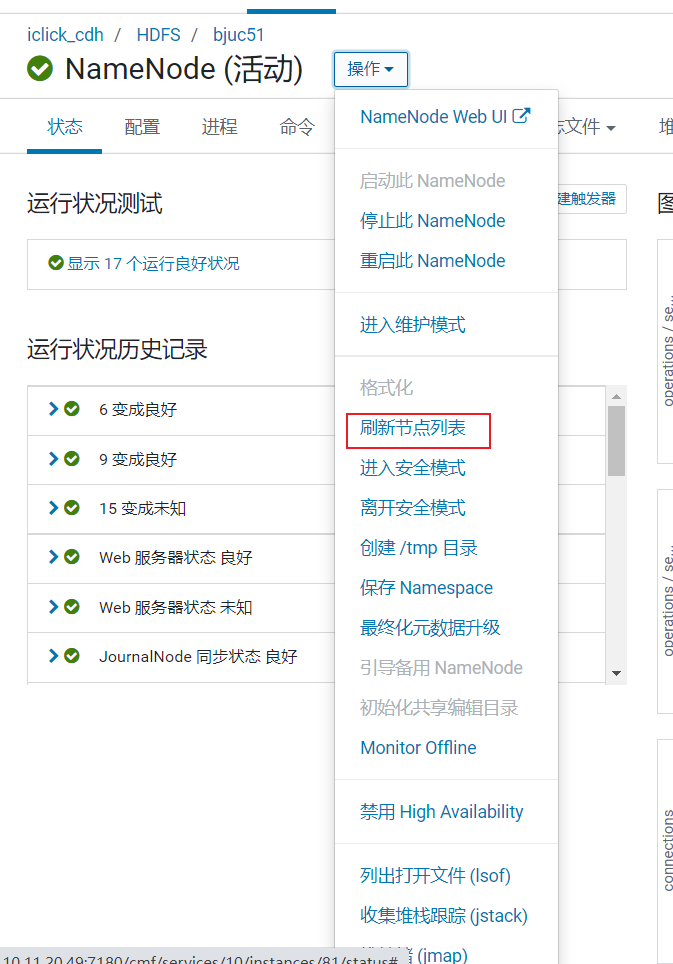 iclick_cdh / HDFS / bjuc51
NameNode (活动) 操作
状态 配置 进程 命令 文件
运行状况测试
建触发器
显示 17 个运行良好状况
运行状况历史记录
6 变成良好
9 变成良好
15 变成未知
Web 服务器状态 良好
Web 服务器状态 未知
JournalNode 同步状态 良好
NameNode Web UI
启动此 NameNode
停止此 NameNode
重启此 NameNode
进入维护模式
格式化
刷新节点列表
进入安全模式
离开安全模式
创建 /tmp 目录
保存 Namespace
最终化元数据升级
引导备用 NameNode
初始化共享编辑目录
Monitor Offline
禁用 High Availability
列出打开文件 (lsof)
收集堆栈跟踪 (jstack)
(jmap)
operations / se...
operations / se...
connections
10.11.20.49:7180/cmf/services/10/instances/81/status#